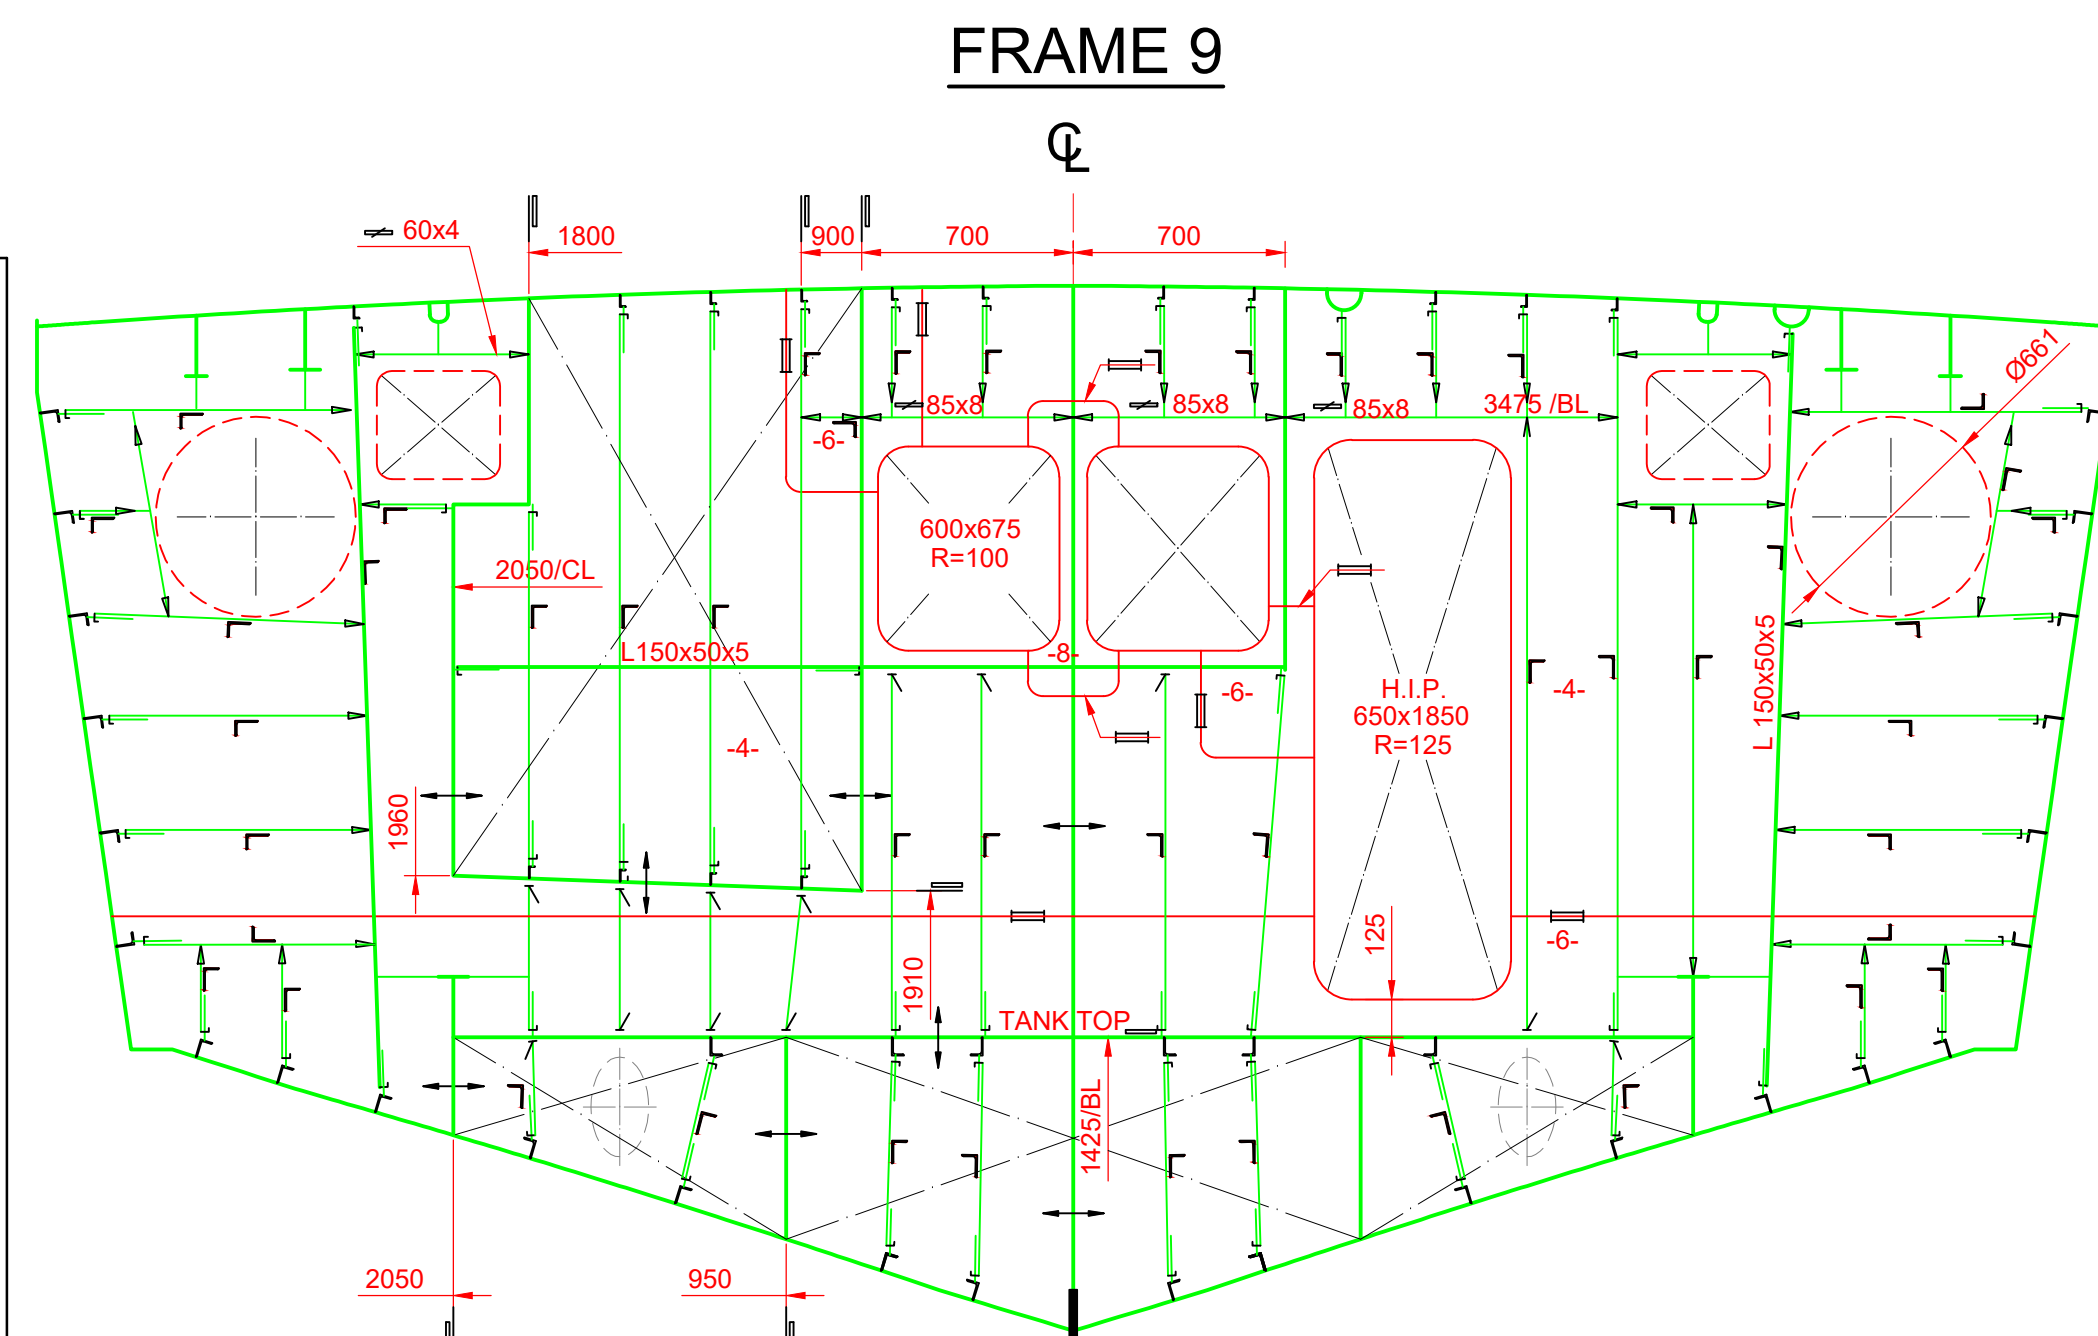 FRAME 9
℄
60x4
1800
900
700
700
Ø661
85x8
85x8
85x8
3475 /BL
-6-
600x675
R=100
2050/CL
L150x50x5
-8-
-6-
H.I.P.
650x1850
R=125
-4-
L 150x50x5
-4-
1960
125
-6-
1910
TANK TOP
1425/BL
2050
950